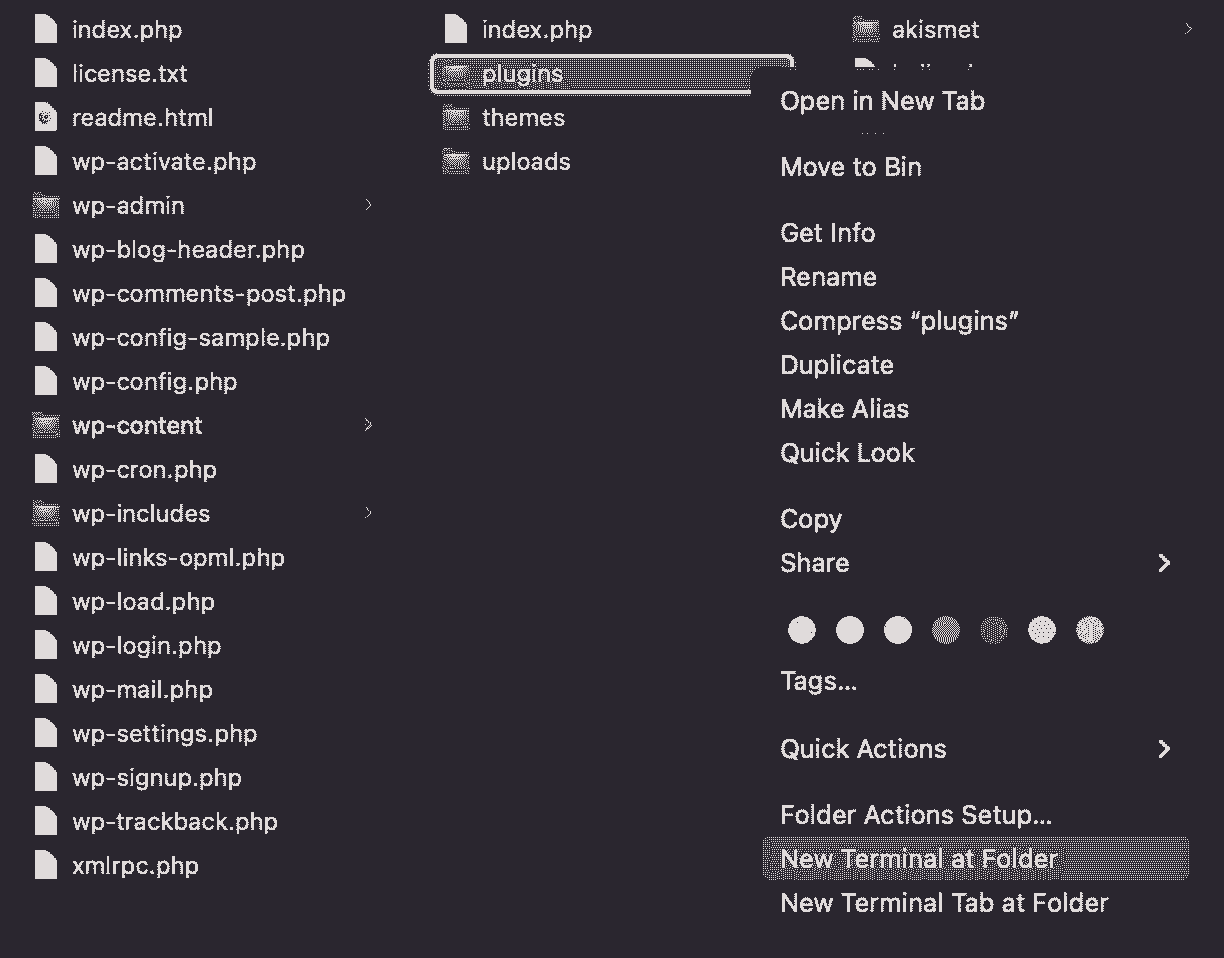 index.php
license.txt
readme.html
wp-activate.php
wp-admin
wp-blog-header.php
wp-comments-post.php
wp-config-sample.php
wp-config.php
wp-content
wp-cron.php
wp-includes
wp-links-opml.php
wp-load.php
wp-login.php
wp-mail.php
wp-settings.php
wp-signup.php
wp-trackback.php
xmlrpc.php
index.php
plugins
themes
uploads
akismet
Open in New Tab
Move to Bin
Get Info
Rename
Compress “plugins”
Duplicate
Make Alias
Quick Look
Copy
Share
Tags...
Quick Actions
Folder Actions Setup...
New Terminal at Folder
New Terminal Tab at Folder